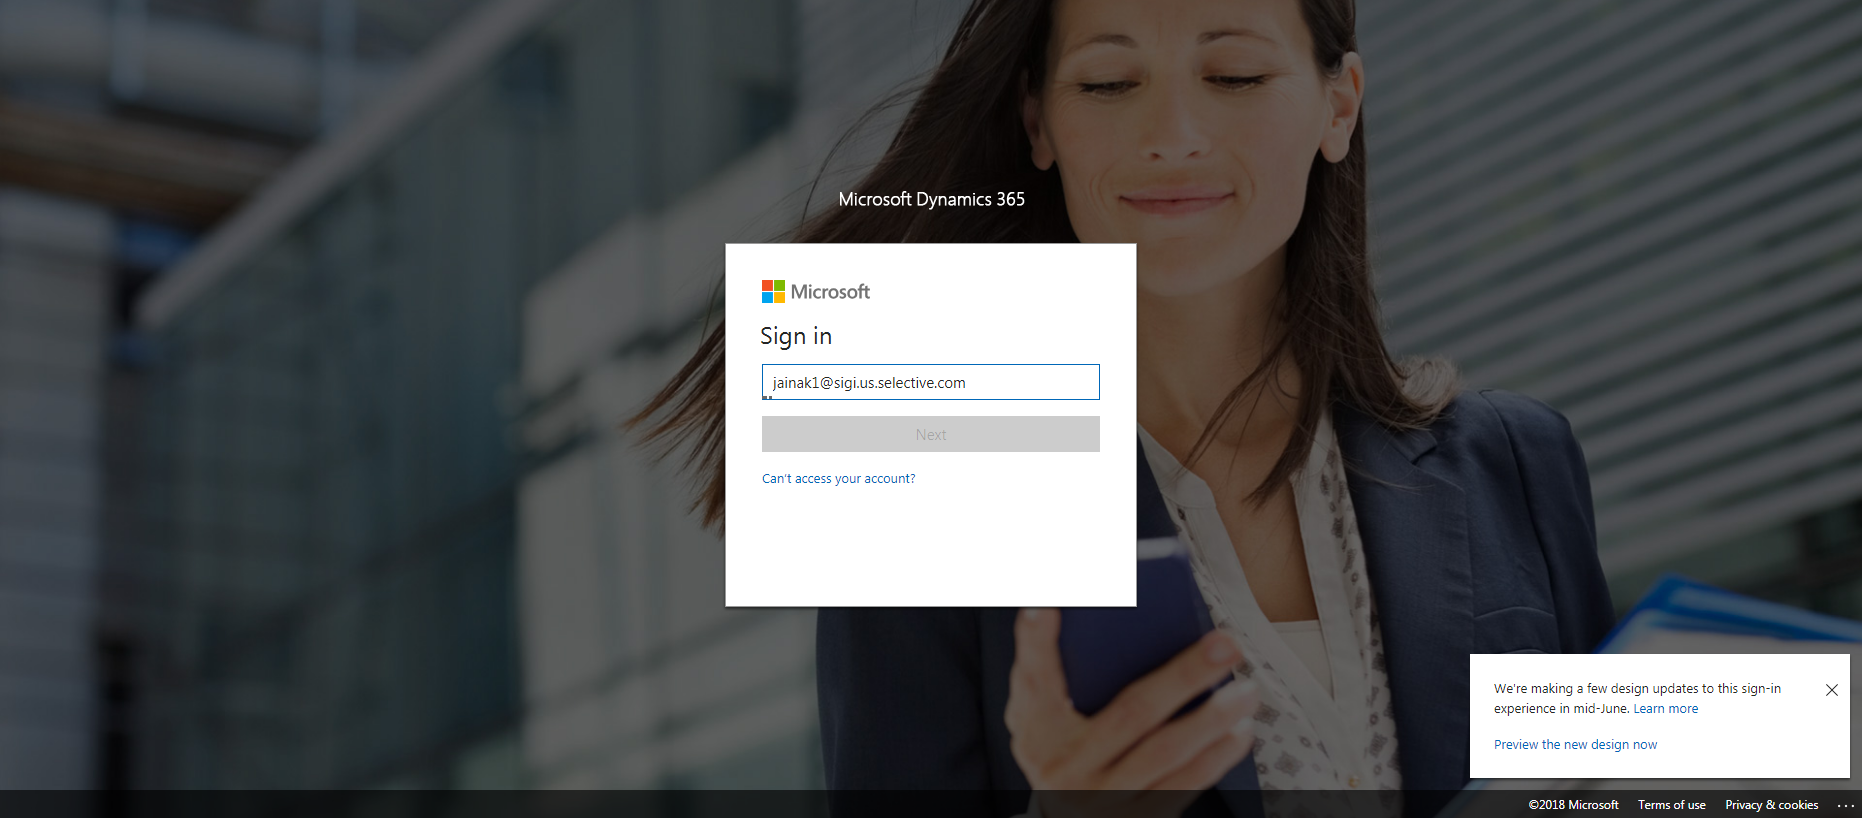 Microsoft Dynamics 365
Microsoft
Sign in
jainak1@sigi.us.selective.com
Next
Can't access your account?
We're making a few design updates to this sign-in
experience in mid-June. Learn more
Preview the new design now
©2018 Microsoft Terms of use Privacy & cookies ...